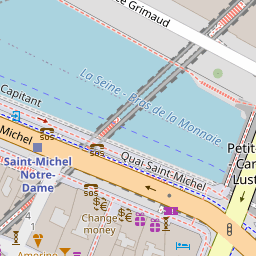 e Grimaud
La Seine - Bras de la Monnaie
Capitant
Michel
SOS
SOS
SOS
Quai Saint-Michel
Saint-Michel
Notre-
Dame
Petit
Car
Lust
4
Change
money
Amorino